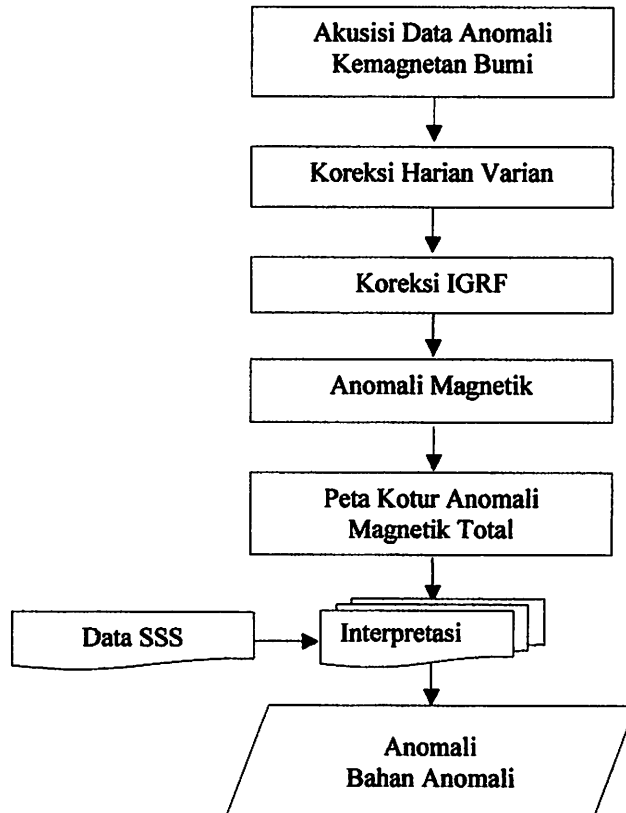 Akusisi Data Anomali
Kemagnetan Bumi
Koreksi Harian Varian
Koreksi IGRF
Anomali Magnetik
Peta Kotur Anomali
Magnetik Total
Data SSS
Interpretasi
Anomali
Bahan Anomali